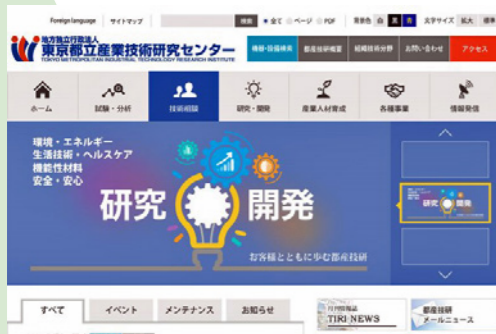 Foreign language サイトマップ 検索 全て ページ PDF 背景色 白 黒 青 文字サイズ 拡大 標準
地方独立行政法人
東京都立産業技術研究センター
TOKYO METROPOLITAN INDUSTRIAL TECHNOLOGY RESEARCH INSTITUTE
機器・設備検索 都産技研概要 組織技術分野 お問い合わせ アクセス
ホーム 試験・分析 技術相談 研究・開発 産業人材育成 各種事業 情報発信
環境・エネルギー
生活技術・ヘルスケア
機能性材料
安全・安心
研究 開発
お客様とともに歩む都産技研
研究 開発
すべて イベント メンテナンス お知らせ
TIRI NEWS
都産技研
メールニュース